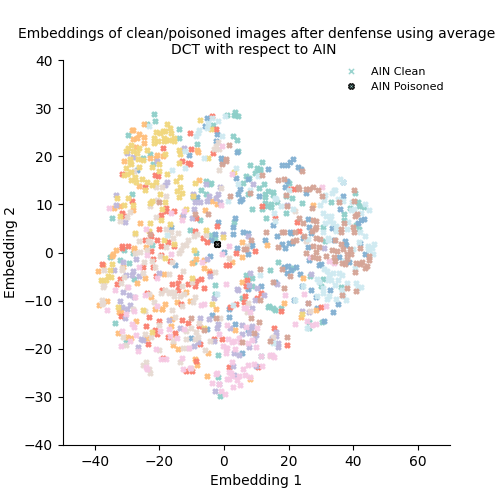 Embeddings of clean/poisoned images after denfense using average
DCT with respect to AIN
AIN Clean
AIN Poisoned
Embedding 2
40
30
20
10
0
−10
−20
−30
−40
−40
−20
0
20
40
60
Embedding 1